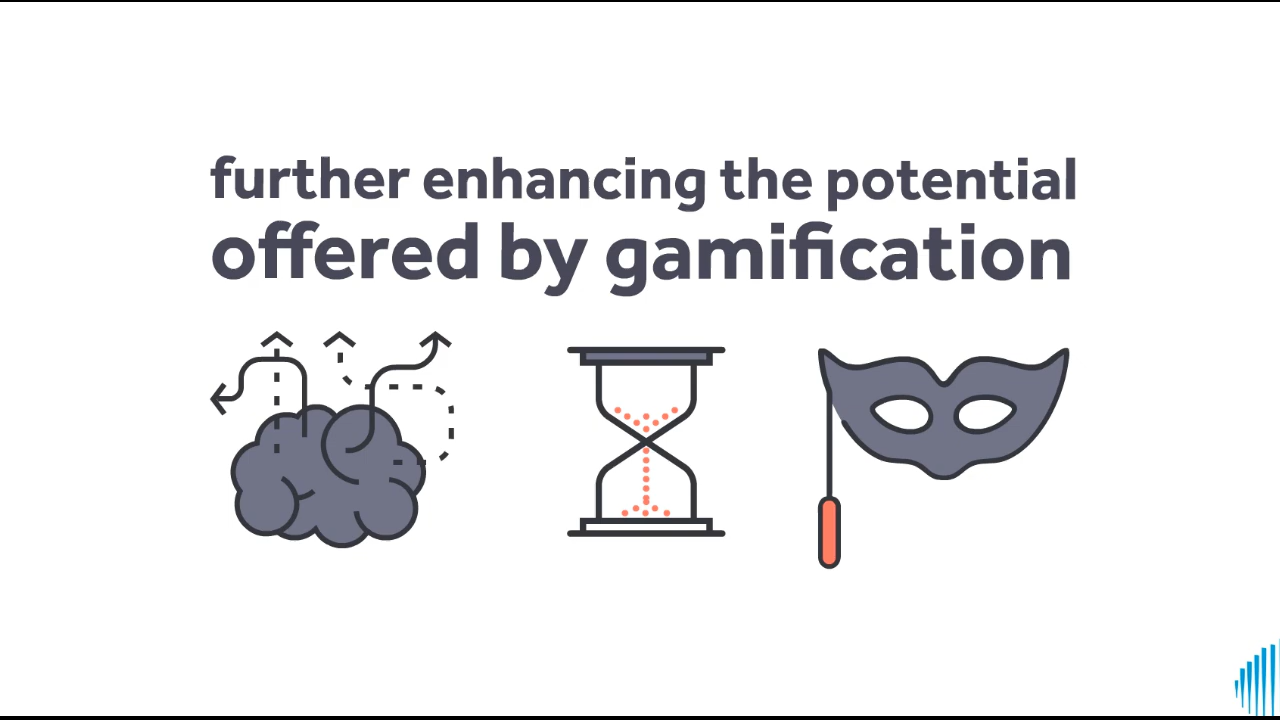 further enhancing the potential
offered by gamification